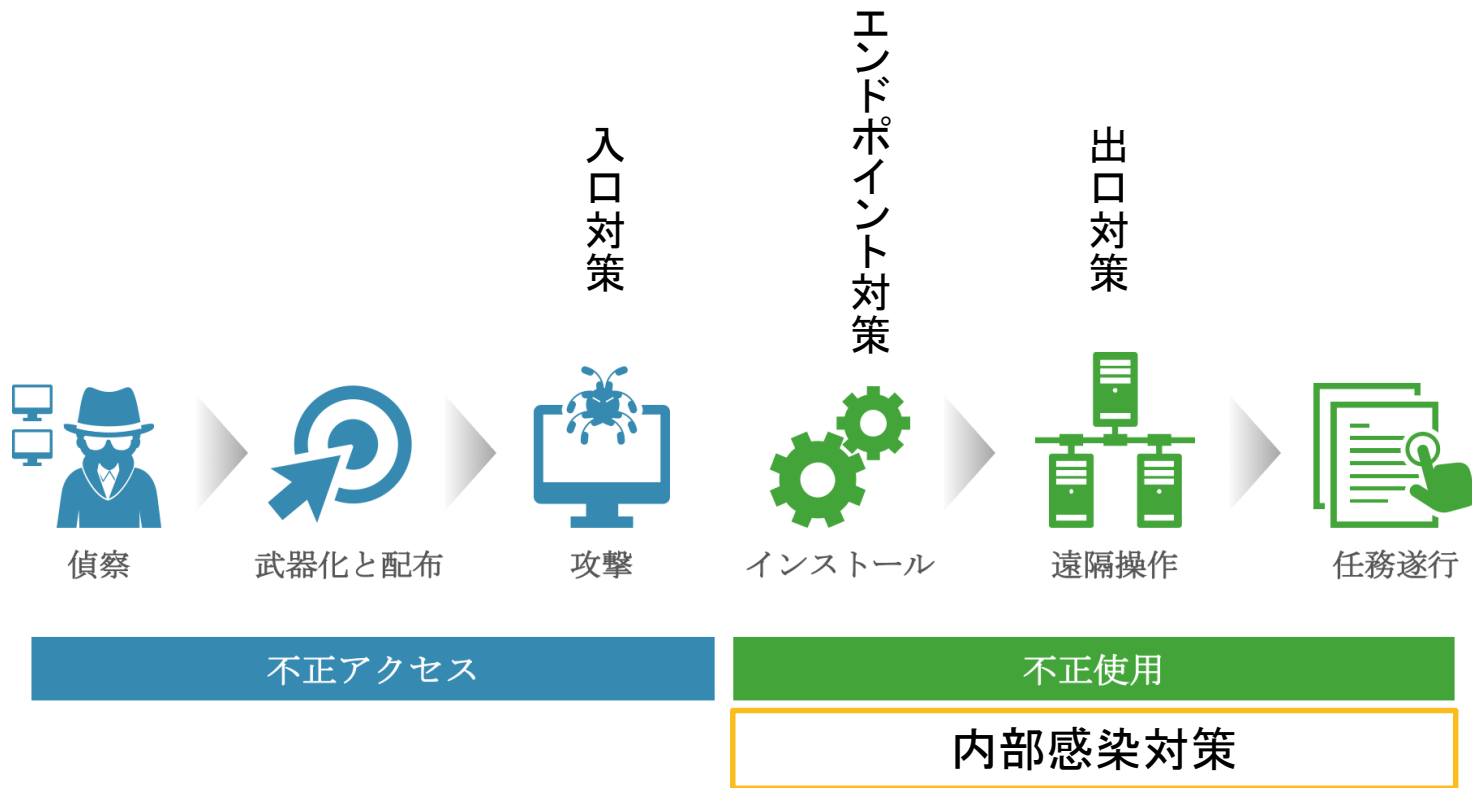 エンドポイント対策
入口対策
出口対策
偵察
武器化と配布
攻撃
インストール
遠隔操作
任務遂行
不正アクセス
不正使用
内部感染対策